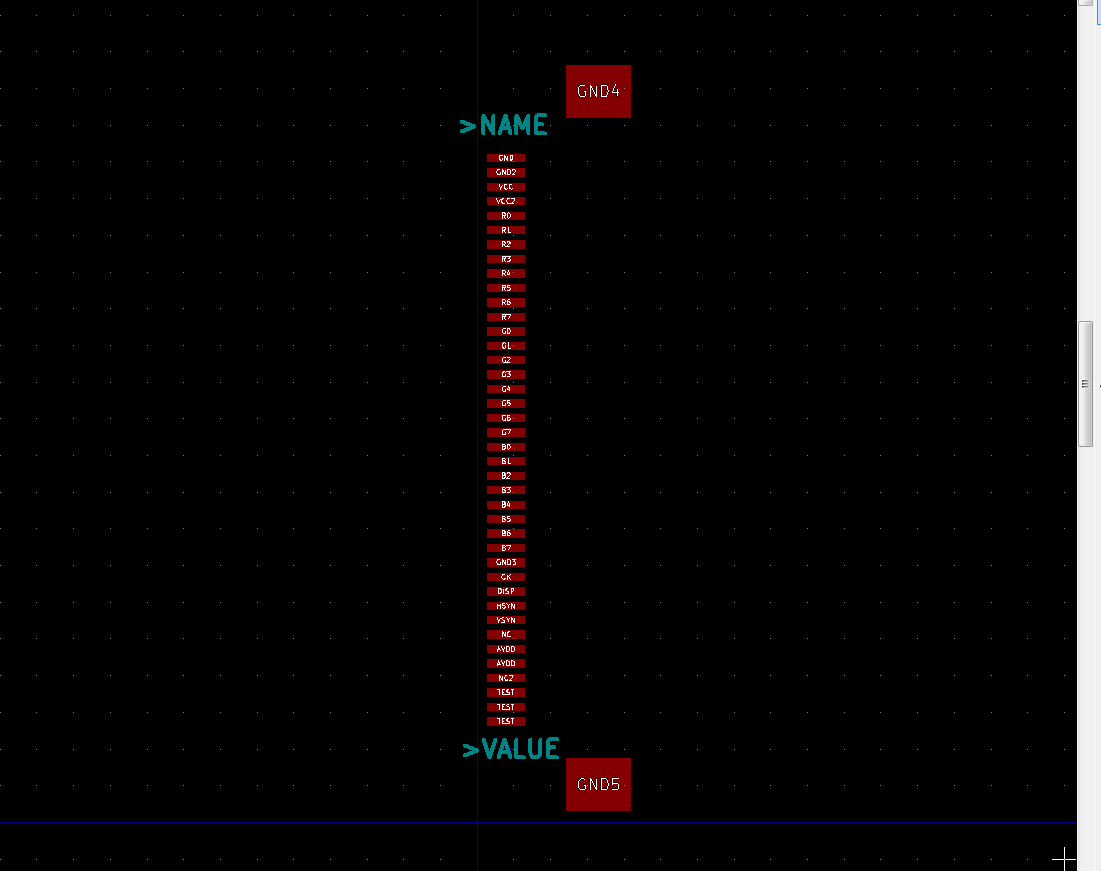 GND4
>NAME
GND
GND2
VCC
VCC2
R0
R1
R2
R3
R4
R5
R6
R7
G0
G1
G2
G3
G4
G5
G6
G7
B0
B1
B2
B3
B4
B5
B6
B7
GND3
CK
DISP
HSYN
VSYN
NC
AVDD
AVDD
NC2
TEST
TEST
TEST
>VALUE
GND5